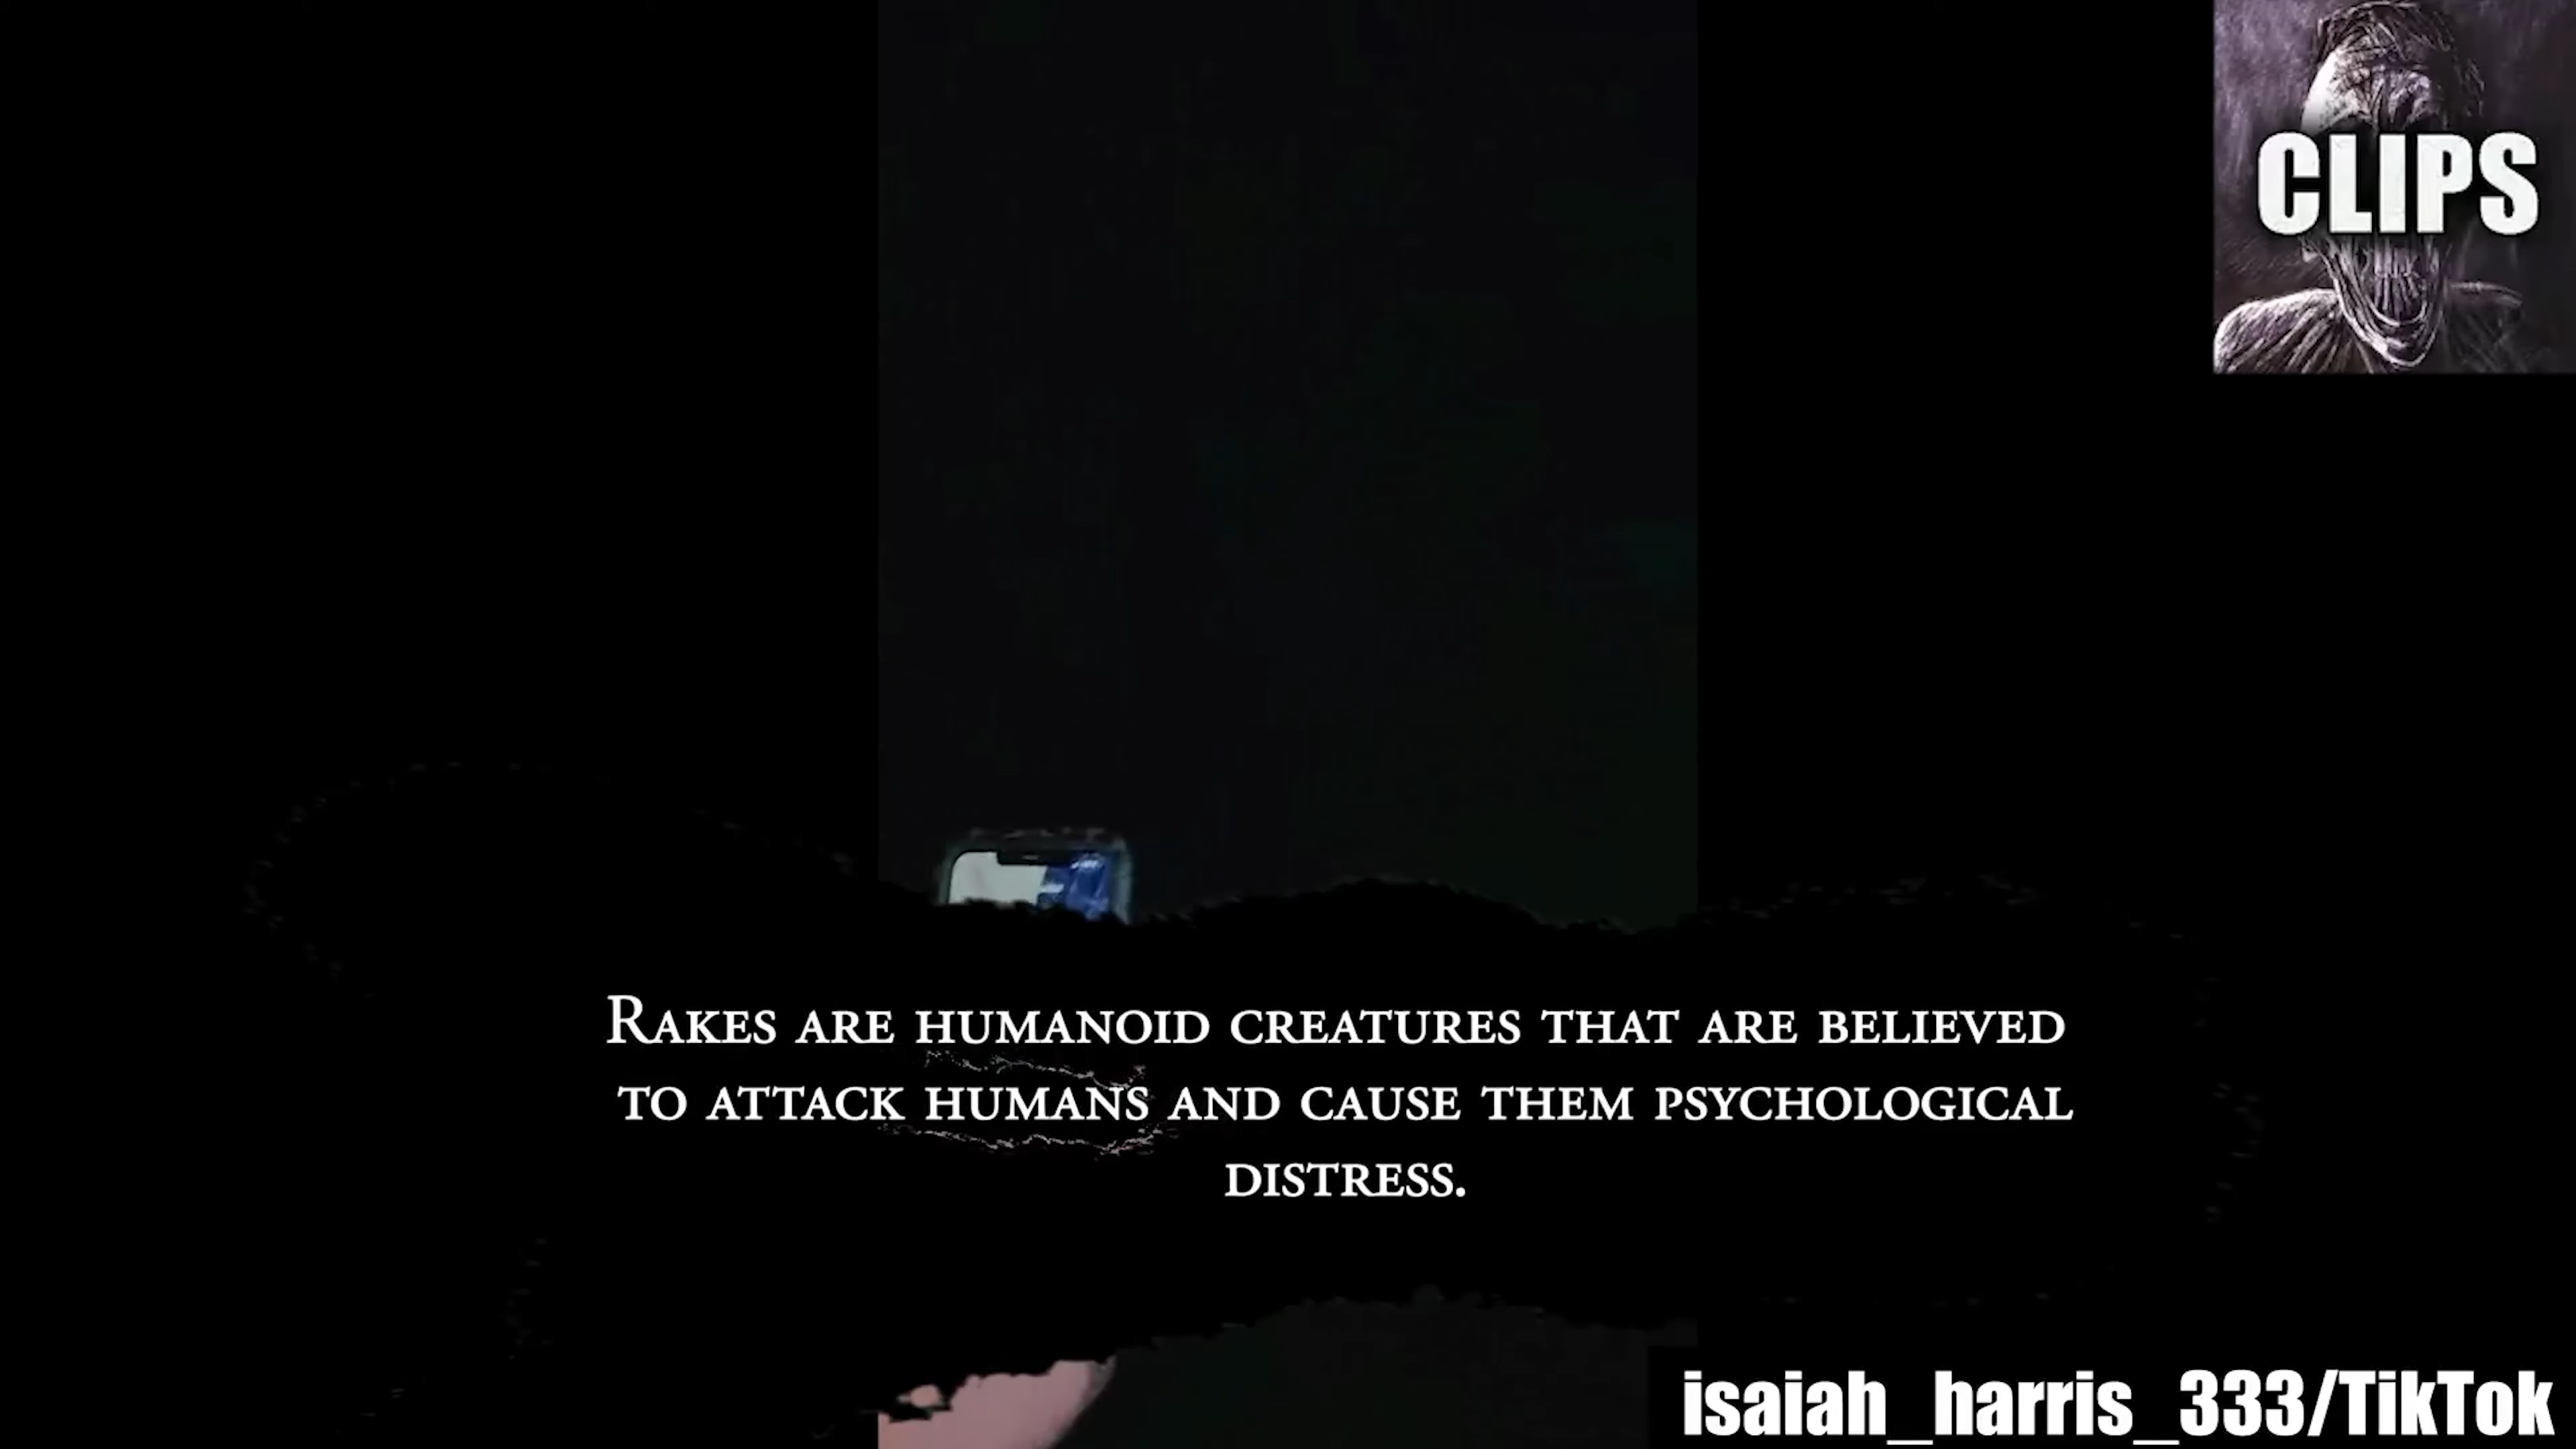 CLIPS
Rakes are humanoid creatures that are believed
to attack humans and cause them psychological
distress.
isaiah_harris_333/TikTok